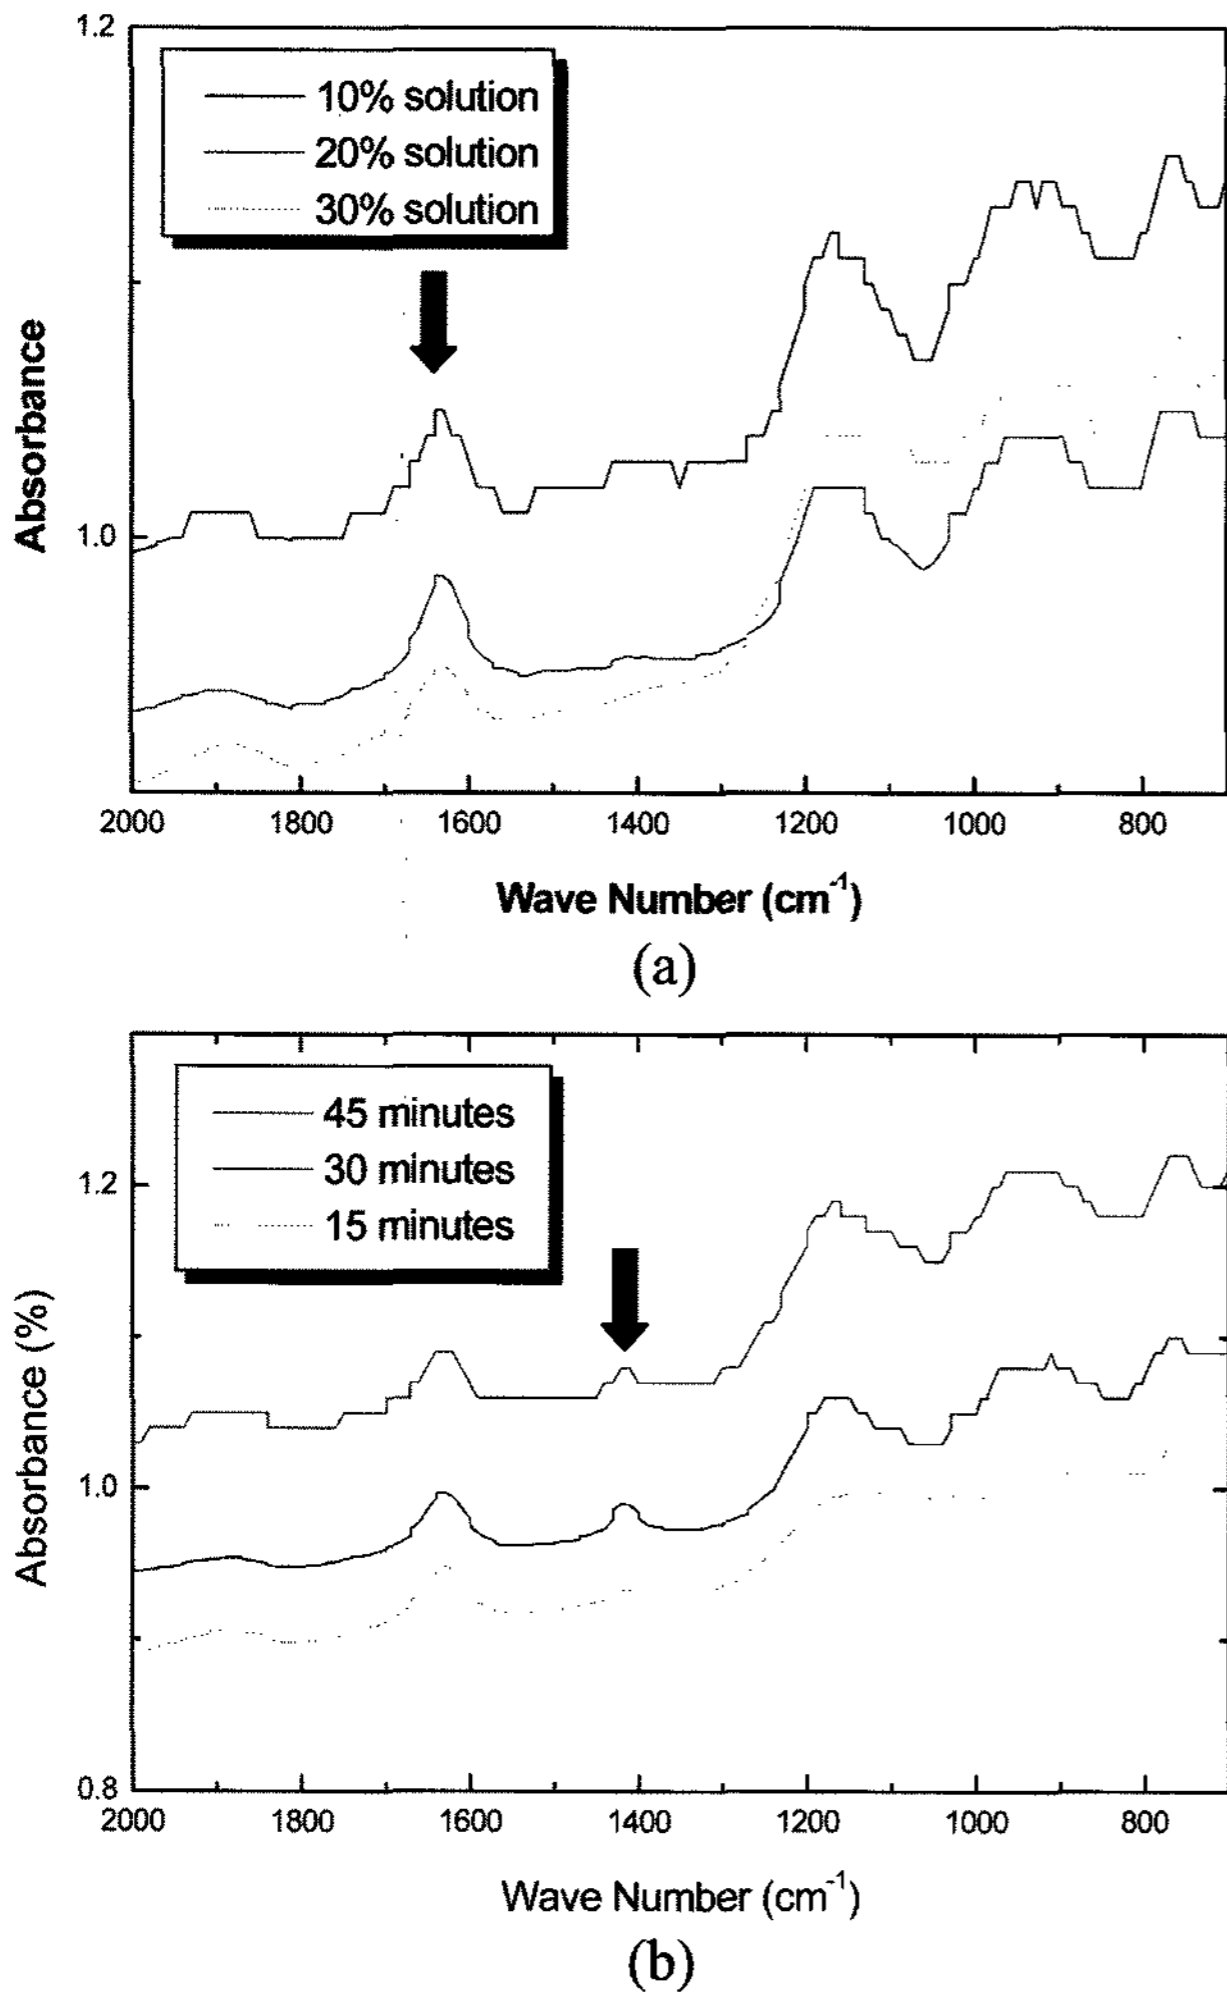 1.2
10% solution
20% solution
30% solution
Absorbance
1.0
2000 1800 1600 1400 1200 1000 800
Wave Number (cm⁻¹)
(a)
45 minutes
30 minutes
15 minutes
1.2
Absorbance (%)
1.0
0.8
2000 1800 1600 1400 1200 1000 800
Wave Number (cm⁻¹)
(b)